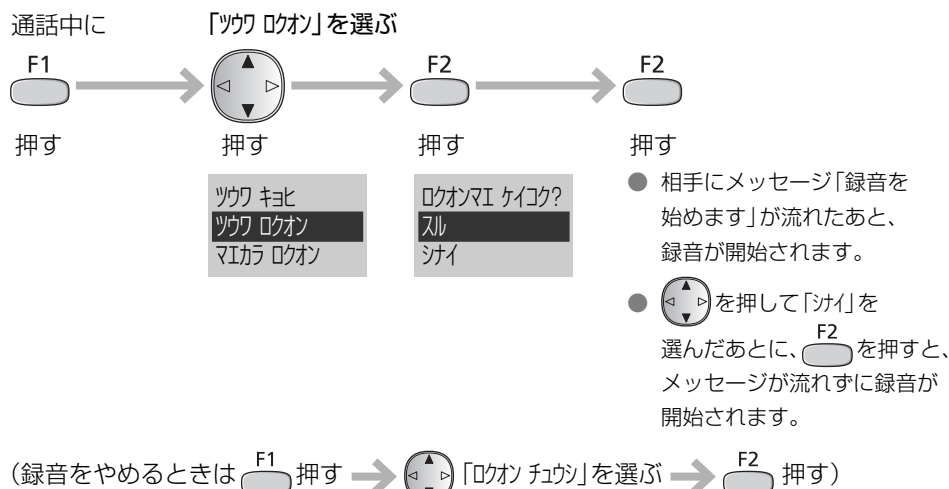 通話中に
「ﾂｳﾜ ﾛｸｵﾝ」を選ぶ
F1
F2
F2
押す
押す
押す
押す
ﾂｳﾜ ｷｮﾋ
ﾂｳﾜ ﾛｸｵﾝ
ﾏｴｶﾗ ﾛｸｵﾝ
ﾛｸｵﾝﾏｴ ｹｲｺｸ?
ｽﾙ
ｼﾅｲ
● 相手にメッセージ「録音を
始めます」が流れたあと、
録音が開始されます。
● を押して「ｼﾅｲ」を
選んだあとに、F2を押すと、
メッセージが流れずに録音が
開始されます。
(録音をやめるときは F1 押す 「ﾛｸｵﾝ ﾁｭｳｼ」を選ぶ F2 押す)